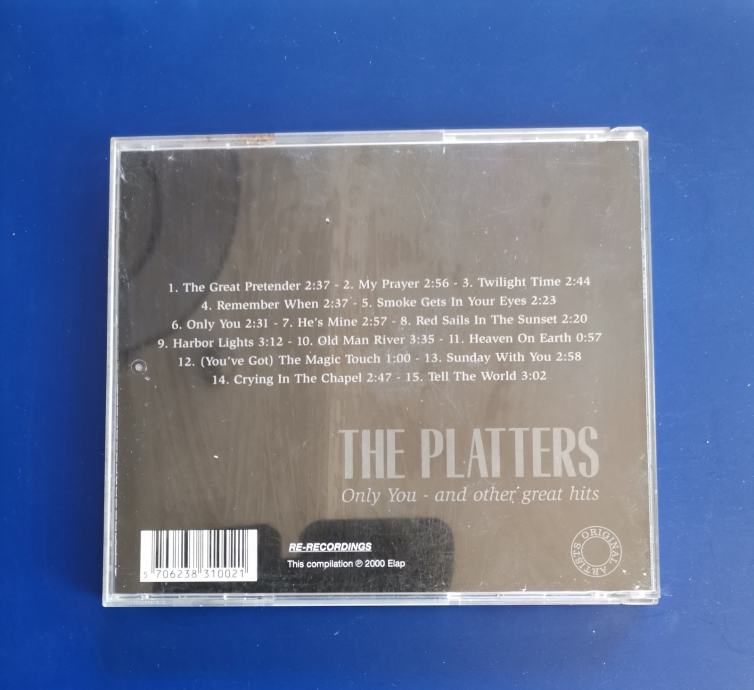 1. The Great Pretender 2:37 - 2. My Prayer 2:56 - 3. Twilight Time 2:44
4. Remember When 2:37 - 5. Smoke Gets In Your Eyes 2:23
6. Only You 2:31 - 7. He's Mine 2:57 - 8. Red Sails In The Sunset 2:20
9. Harbor Lights 3:12 - 10. Old Man River 3:35 - 11. Heaven On Earth 0:57
12. (You've Got) The Magic Touch 1:00 - 13. Sunday With You 2:58
14. Crying In The Chapel 2:47 - 15. Tell The World 3:02
THE PLATTERS
Only You - and other great hits
RE-RECORDINGS
This compilation ℗ 2000 Elap
5 706238 310021
ORIGINAL ARTISTS